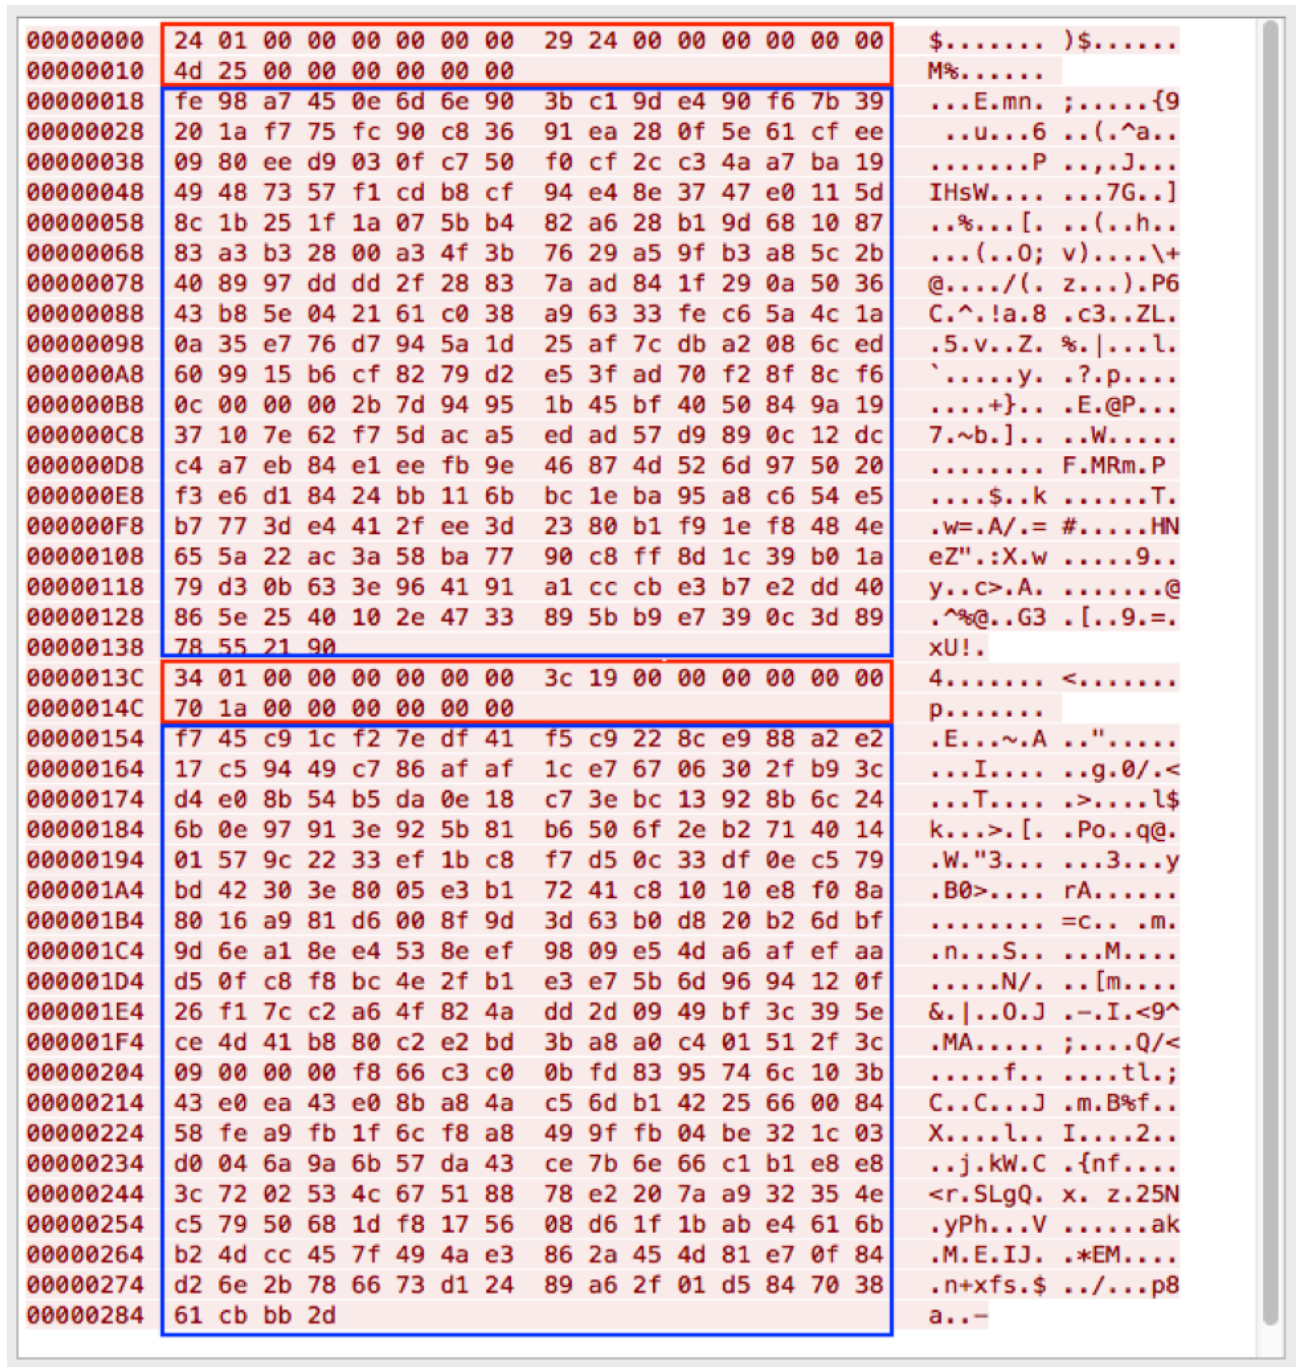 00000000 24 01 00 00 00 00 00 00 29 24 00 00 00 00 00 00 $....... )$......
00000010 4d 25 00 00 00 00 00 00 M%......
00000018 fe 98 a7 45 0e 6d 6e 90 3b c1 9d e4 90 f6 7b 39 ...E.mn. ;.....{9
00000028 20 1a f7 75 fc 90 c8 36 91 ea 28 0f 5e 61 cf ee ..u...6 ..(.^a..
00000038 09 80 ee d9 03 0f c7 50 f0 cf 2c c3 4a a7 ba 19 .......P ..,.J...
00000048 49 48 73 57 f1 cd b8 cf 94 e4 8e 37 47 e0 11 5d IHsW.... ...7G..]
00000058 8c 1b 25 1f 1a 07 5b b4 82 a6 28 b1 9d 68 10 87 ..%...[. ..(..h..
00000068 83 a3 b3 28 00 a3 4f 3b 76 29 a5 9f b3 a8 5c 2b ...(..O; v)....\+
00000078 40 89 97 dd dd 2f 28 83 7a ad 84 1f 29 0a 50 36 @..../(. z...).P6
00000088 43 b8 5e 04 21 61 c0 38 a9 63 33 fe c6 5a 4c 1a C.^.!a.8 .c3..ZL.
00000098 0a 35 e7 76 d7 94 5a 1d 25 af 7c db a2 08 6c ed .5.v..Z. %.|...l.
000000A8 60 99 15 b6 cf 82 79 d2 e5 3f ad 70 f2 8f 8c f6 `.....y. .?.p....
000000B8 0c 00 00 00 2b 7d 94 95 1b 45 bf 40 50 84 9a 19 ....+}.. .E.@P...
000000C8 37 10 7e 62 f7 5d ac a5 ed ad 57 d9 89 0c 12 dc 7.~b.].. ..W.....
000000D8 c4 a7 eb 84 e1 ee fb 9e 46 87 4d 52 6d 97 50 20 ........ F.MRm.P
000000E8 f3 e6 d1 84 24 bb 11 6b bc 1e ba 95 a8 c6 54 e5 ....$..k ......T.
000000F8 b7 77 3d e4 41 2f ee 3d 23 80 b1 f9 1e f8 48 4e .w=.A/.= #.....HN
00000108 65 5a 22 ac 3a 58 ba 77 90 c8 ff 8d 1c 39 b0 1a eZ".:X.w .....9..
00000118 79 d3 0b 63 3e 96 41 91 a1 cc cb e3 b7 e2 dd 40 y..c>.A. .......@
00000128 86 5e 25 40 10 2e 47 33 89 5b b9 e7 39 0c 3d 89 .^%@..G3 .[..9.=.
00000138 78 55 21 90 xU!.
0000013C 34 01 00 00 00 00 00 00 3c 19 00 00 00 00 00 00 4....... <.......
0000014C 70 1a 00 00 00 00 00 00 p.......
00000154 f7 45 c9 1c f2 7e df 41 f5 c9 22 8c e9 88 a2 e2 .E...~.A ..".....
00000164 17 c5 94 49 c7 86 af af 1c e7 67 06 30 2f b9 3c ...I.... ..g.0/.<
00000174 d4 e0 8b 54 b5 da 0e 18 c7 3e bc 13 92 8b 6c 24 ...T.... .>....l$
00000184 6b 0e 97 91 3e 92 5b 81 b6 50 6f 2e b2 71 40 14 k...>.[. .Po..q@.
00000194 01 57 9c 22 33 ef 1b c8 f7 d5 0c 33 df 0e c5 79 .W."3... ...3...y
000001A4 bd 42 30 3e 80 05 e3 b1 72 41 c8 10 10 e8 f0 8a .B0>.... rA......
000001B4 80 16 a9 81 d6 00 8f 9d 3d 63 b0 d8 20 b2 6d bf ........ =c.. .m.
000001C4 9d 6e a1 8e e4 53 8e ef 98 09 e5 4d a6 af ef aa .n...S.. ...M....
000001D4 d5 0f c8 f8 bc 4e 2f b1 e3 e7 5b 6d 96 94 12 0f .....N/. ..[m....
000001E4 26 f1 7c c2 a6 4f 82 4a dd 2d 09 49 bf 3c 39 5e &.|..O.J .-.I.<9^
000001F4 ce 4d 41 b8 80 c2 e2 bd 3b a8 a0 c4 01 51 2f 3c .MA..... ;....Q/<
00000204 09 00 00 00 f8 66 c3 c0 0b fd 83 95 74 6c 10 3b .....f.. ....tl.;
00000214 43 e0 ea 43 e0 8b a8 4a c5 6d b1 42 25 66 00 84 C..C...J .m.B%f..
00000224 58 fe a9 fb 1f 6c f8 a8 49 9f fb 04 be 32 1c 03 X....l.. I....2..
00000234 d0 04 6a 9a 6b 57 da 43 ce 7b 6e 66 c1 b1 e8 e8 ..j.kW.C .{nf....
00000244 3c 72 02 53 4c 67 51 88 78 e2 20 7a a9 32 35 4e <r.SLgQ. x. z.25N
00000254 c5 79 50 68 1d f8 17 56 08 d6 1f 1b ab e4 61 6b .yPh...V ......ak
00000264 b2 4d cc 45 7f 49 4a e3 86 2a 45 4d 81 e7 0f 84 .M.E.IJ. .*EM....
00000274 d2 6e 2b 78 66 73 d1 24 89 a6 2f 01 d5 84 70 38 .n+xfs.$ ../...p8
00000284 61 cb bb 2d a..-